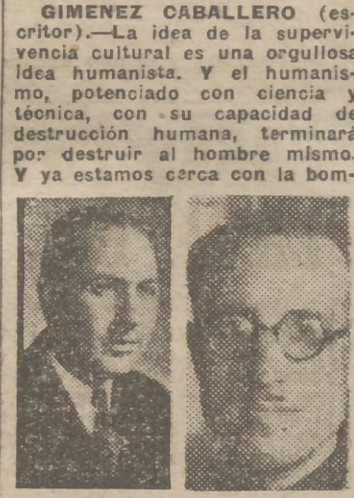 GIMENEZ CABALLERO (es-
critor).—La idea de la supervi-
vencia cultural es una orgullosa
idea humanista. Y el humanis-
mo, potenciado con ciencia y
técnica, con su capacidad de
destrucción humana, terminará
por destruir al hombre mismo.
Y ya estamos cerca con la bom-